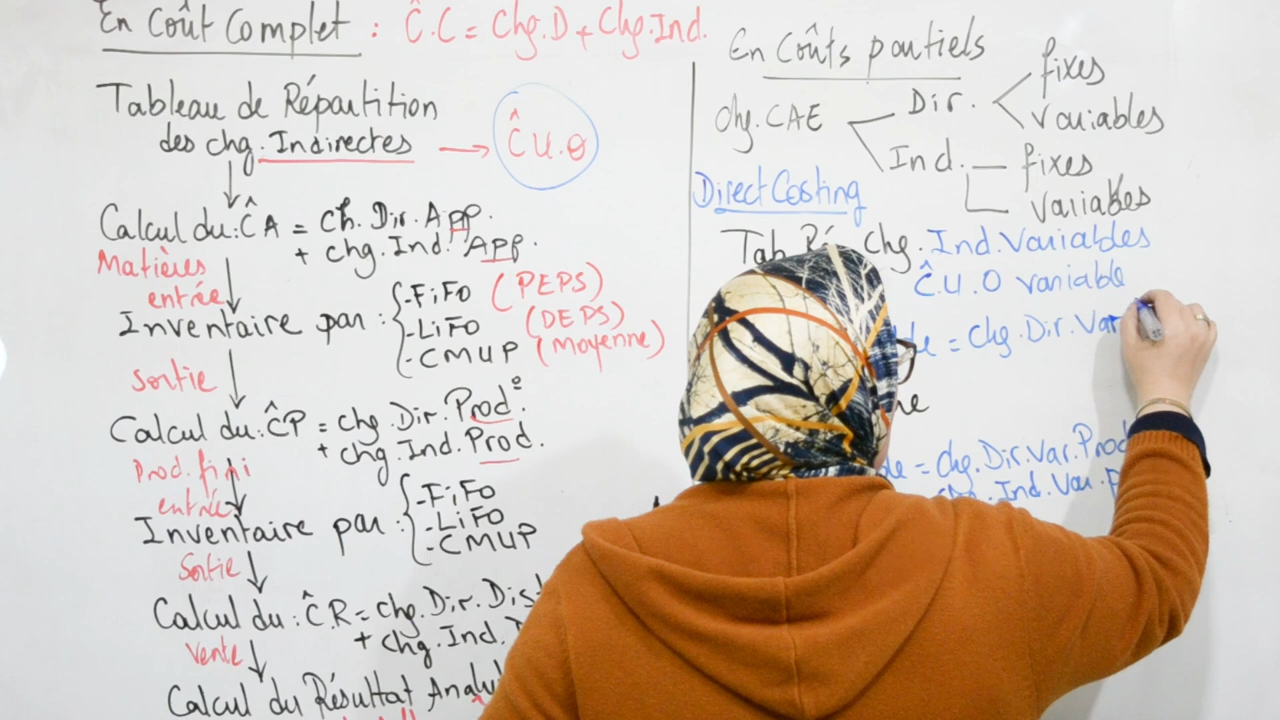 En Coût Complet : Ĉ.C = Chg.D + Chg.Ind.
Tableau de Répartition
des chg. Indirectes → Ĉ.U.O
Calcul du : ĈA = Ch. Dir. App.
+ chg. Ind. App.
Matières
entrée
Inventaire par : - FiFo (PEPS)
- LiFo (DEPS)
- CMUP (Moyenne)
Sortie
Calcul du : ĈP = chg. Dir. Prod°
+ chg. Ind. Prod.
Prod. fini
entrée
Inventaire par : - FiFo
- LiFo
- CMUP
Sortie
Calcul du : ĈR = Chg. Dir. Dist
+ Chg. Ind.
Vente
Calcul du Résultat
En Coûts partiels
chg. CAE
Dir.
fixes
variables
Ind.
fixes
variables
Direct Costing
Tab. Ré. Chg. Ind. Variables
Ĉ.U.O variable
= Chg. Dir. Var
= Chg. Dir. Var. Prod
Ind. Var.